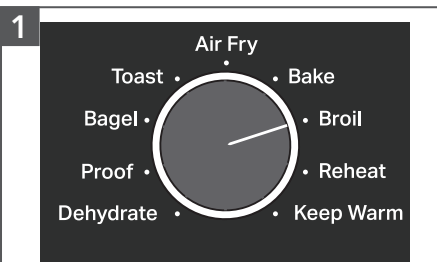 1
Air Fry
Toast Bake
Bagel Broil
Proof Reheat
Dehydrate Keep Warm